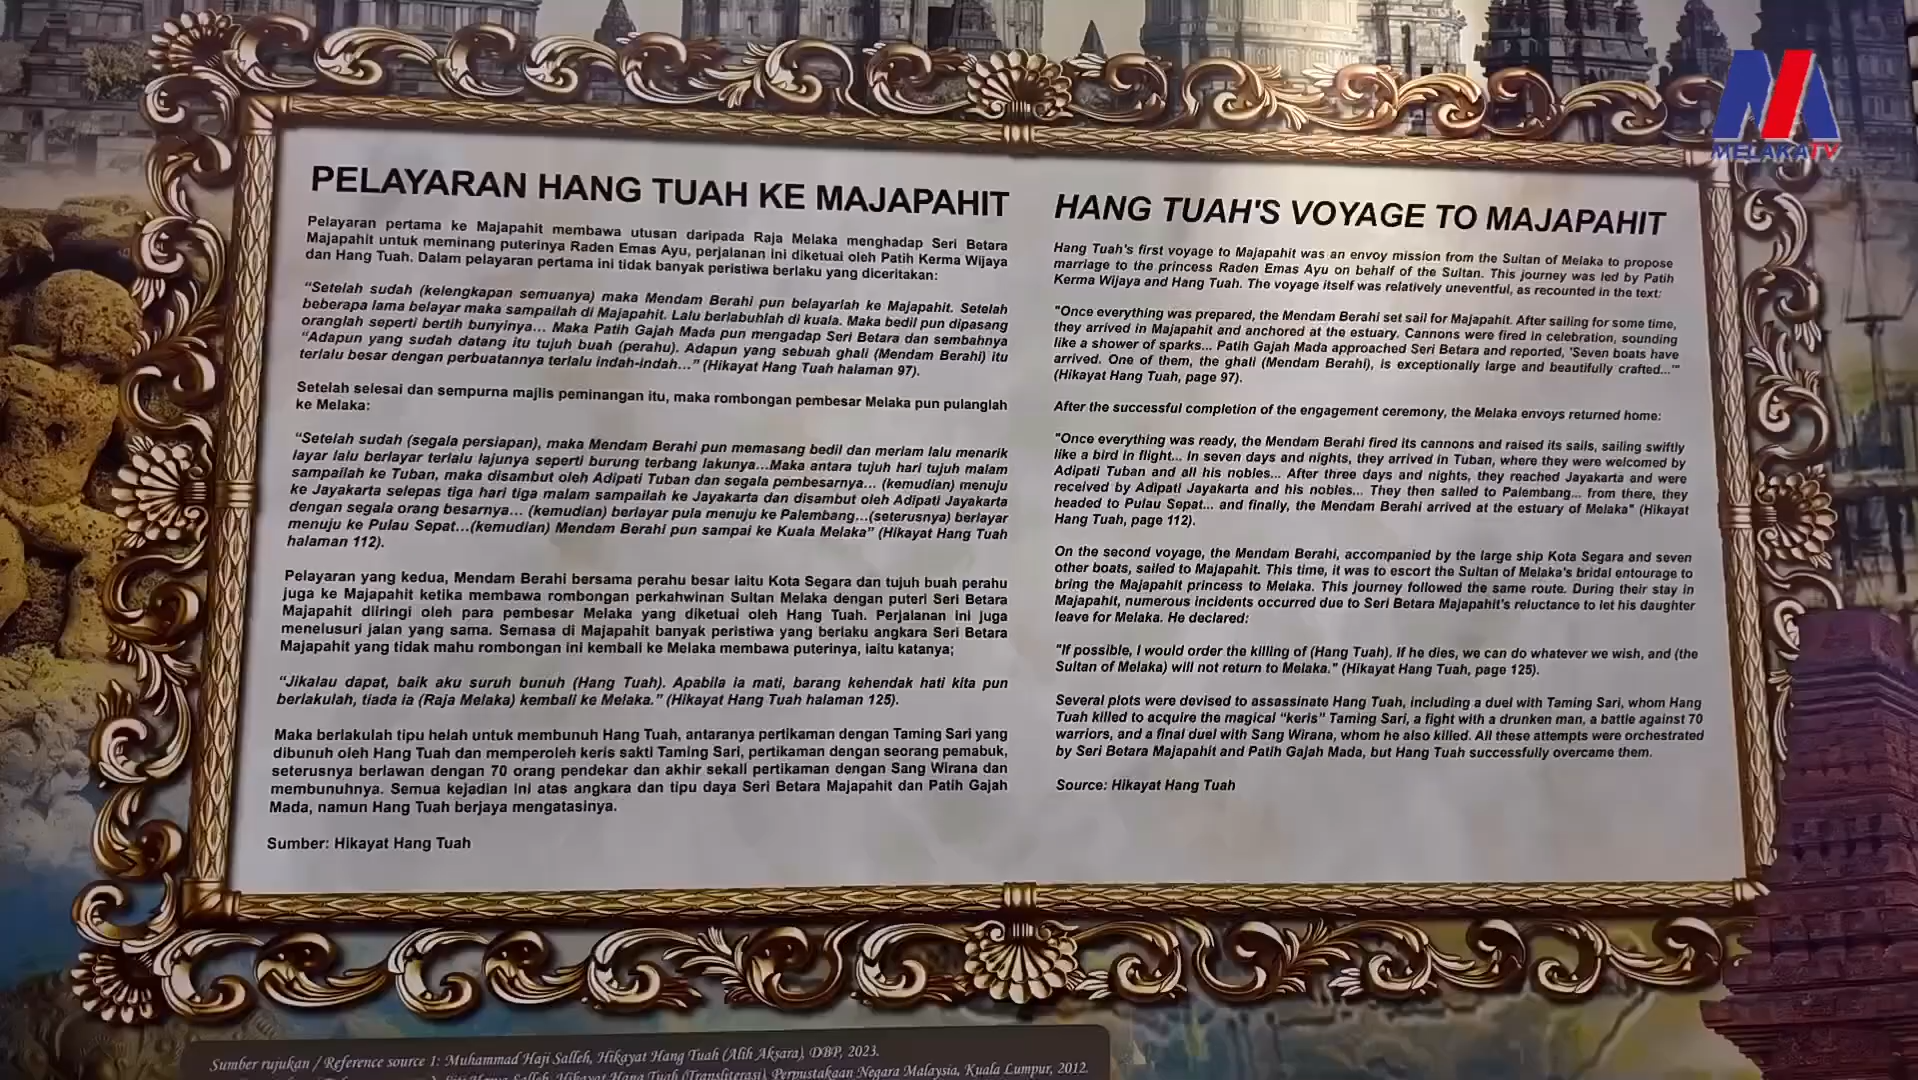 MELAKATV
PELAYARAN HANG TUAH KE MAJAPAHIT
Pelayaran pertama ke Majapahit membawa utusan daripada Raja Melaka menghadap Seri Betara
Majapahit untuk meminang puterinya Raden Emas Ayu, perjalanan ini diketuai oleh Patih Kerma Wijaya
dan Hang Tuah. Dalam pelayaran pertama ini tidak banyak peristiwa berlaku yang diceritakan:
“Setelah sudah (kelengkapan semuanya) maka Mendam Berahi pun belayarlah ke Majapahit. Setelah
beberapa lama belayar maka sampailah di Majapahit. Lalu berlabuhlah di kuala. Maka bedil pun dipasang
oranglah seperti bertih bunyinya... Maka Patih Gajah Mada pun mengadap Seri Betara dan sembahnya
“Adapun yang sudah datang itu tujuh buah (perahu). Adapun yang sebuah ghali (Mendam Berahi) itu
terlalu besar dengan perbuatannya terlalu indah-indah...” (Hikayat Hang Tuah halaman 97).
Setelah selesai dan sempurna majlis peminangan itu, maka rombongan pembesar Melaka pun pulanglah
ke Melaka:
“Setelah sudah (segala persiapan), maka Mendam Berahi pun memasang bedil dan meriam lalu menarik
layar lalu berlayar terlalu lajunya seperti burung terbang lakunya...Maka antara tujuh hari tujuh malam
sampailah ke Tuban, maka disambut oleh Adipati Tuban dan segala pembesarnya... (kemudian) menuju
ke Jayakarta selepas tiga hari tiga malam sampailah ke Jayakarta dan disambut oleh Adipati Jayakarta
dengan segala orang besarnya... (kemudian) berlayar pula menuju ke Palembang...(seterusnya) berlayar
menuju ke Pulau Sepat...(kemudian) Mendam Berahi pun sampai ke Kuala Melaka” (Hikayat Hang Tuah
halaman 112).
Pelayaran yang kedua, Mendam Berahi bersama perahu besar iaitu Kota Segara dan tujuh buah perahu
juga ke Majapahit ketika membawa rombongan perkahwinan Sultan Melaka dengan puteri Seri Betara
Majapahit diiringi oleh para pembesar Melaka yang diketuai oleh Hang Tuah. Perjalanan ini juga
menelusuri jalan yang sama. Semasa di Majapahit banyak peristiwa yang berlaku angkara Seri Betara
Majapahit yang tidak mahu rombongan ini kembali ke Melaka membawa puterinya, iaitu katanya;
“Jikalau dapat, baik aku suruh bunuh (Hang Tuah). Apabila ia mati, barang kehendak hati kita pun
berlakulah, tiada ia (Raja Melaka) kembali ke Melaka.” (Hikayat Hang Tuah halaman 125).
Maka berlakulah tipu helah untuk membunuh Hang Tuah, antaranya pertikaman dengan Taming Sari yang
dibunuh oleh Hang Tuah dan memperoleh keris sakti Taming Sari, pertikaman dengan seorang pemabuk,
seterusnya berlawan dengan 70 orang pendekar dan akhir sekali pertikaman dengan Sang Wirana dan
membunuhnya. Semua kejadian ini atas angkara dan tipu daya Seri Betara Majapahit dan Patih Gajah
Mada, namun Hang Tuah berjaya mengatasinya.
Sumber: Hikayat Hang Tuah
HANG TUAH'S VOYAGE TO MAJAPAHIT
Hang Tuah's first voyage to Majapahit was an envoy mission from the Sultan of Melaka to propose
marriage to the princess Raden Emas Ayu on behalf of the Sultan. This journey was led by Patih
Kerma Wijaya and Hang Tuah. The voyage itself was relatively uneventful, as recounted in the text:
"Once everything was prepared, the Mendam Berahi set sail for Majapahit. After sailing for some time,
they arrived in Majapahit and anchored at the estuary. Cannons were fired in celebration, sounding
like a shower of sparks... Patih Gajah Mada approached Seri Betara and reported, 'Seven boats have
arrived. One of them, the ghali (Mendam Berahi), is exceptionally large and beautifully crafted...'"
(Hikayat Hang Tuah, page 97).
After the successful completion of the engagement ceremony, the Melaka envoys returned home:
"Once everything was ready, the Mendam Berahi fired its cannons and raised its sails, sailing swiftly
like a bird in flight... In seven days and nights, they arrived in Tuban, where they were welcomed by
Adipati Tuban and all his nobles... After three days and nights, they reached Jayakarta and were
received by Adipati Jayakarta and his nobles... They then sailed to Palembang... from there, they
headed to Pulau Sepat... and finally, the Mendam Berahi arrived at the estuary of Melaka" (Hikayat
Hang Tuah, page 112).
On the second voyage, the Mendam Berahi, accompanied by the large ship Kota Segara and seven
other boats, sailed to Majapahit. This time, it was to escort the Sultan of Melaka's bridal entourage to
bring the Majapahit princess to Melaka. This journey followed the same route. During their stay in
Majapahit, numerous incidents occurred due to Seri Betara Majapahit's reluctance to let his daughter
leave for Melaka. He declared:
"If possible, I would order the killing of (Hang Tuah). If he dies, we can do whatever we wish, and (the
Sultan of Melaka) will not return to Melaka." (Hikayat Hang Tuah, page 125).
Several plots were devised to assassinate Hang Tuah, including a duel with Taming Sari, whom Hang
Tuah killed to acquire the magical “keris” Taming Sari, a fight with a drunken man, a battle against 70
warriors, and a final duel with Sang Wirana, whom he also killed. All these attempts were orchestrated
by Seri Betara Majapahit and Patih Gajah Mada, but Hang Tuah successfully overcame them.
Source: Hikayat Hang Tuah
Sumber rujukan / Reference source 1: Muhammad Haji Salleh, Hikayat Hang Tuah (Alih Aksara), DBP, 2023.
Salleh, Hikayat Hang Tuah (Transliterasi), Perpustakaan Negara Malaysia, Kuala Lumpur, 2012.